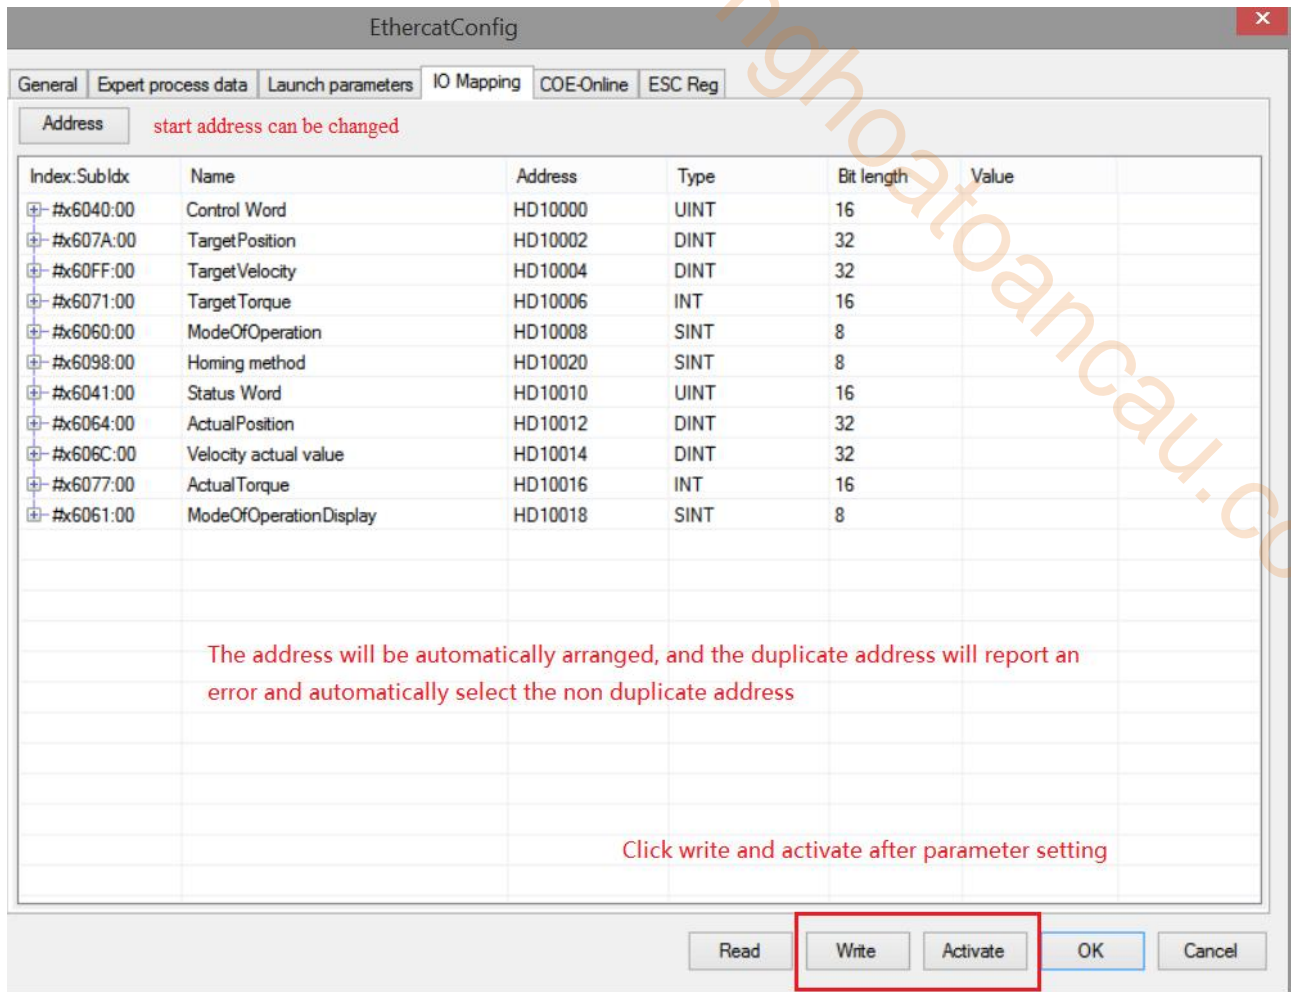 EthercatConfig
General Expert process data Launch parameters IO Mapping COE-Online ESC Reg
Address start address can be changed
Index:SubIdx Name Address Type Bit length Value
#x6040:00 Control Word HD10000 UINT 16
#x607A:00 TargetPosition HD10002 DINT 32
#x60FF:00 TargetVelocity HD10004 DINT 32
#x6071:00 TargetTorque HD10006 INT 16
#x6060:00 ModeOfOperation HD10008 SINT 8
#x6098:00 Homing method HD10020 SINT 8
#x6041:00 Status Word HD10010 UINT 16
#x6064:00 ActualPosition HD10012 DINT 32
#x606C:00 Velocity actual value HD10014 DINT 32
#x6077:00 ActualTorque HD10016 INT 16
#x6061:00 ModeOfOperationDisplay HD10018 SINT 8
The address will be automatically arranged, and the duplicate address will report an
error and automatically select the non duplicate address
Click write and activate after parameter setting
Read Write Activate OK Cancel
nghoatoancau.co